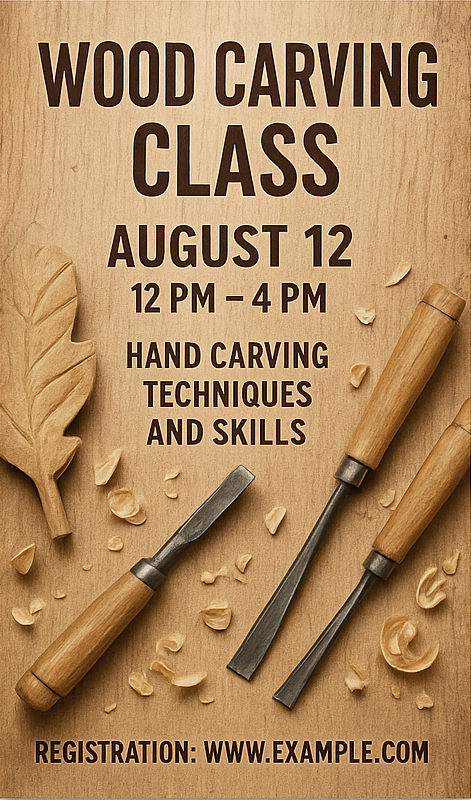 WOOD CARVING
CLASS
AUGUST 12
12 PM – 4 PM
HAND CARVING
TECHNIQUES
AND SKILLS
REGISTRATION: WWW.EXAMPLE.COM